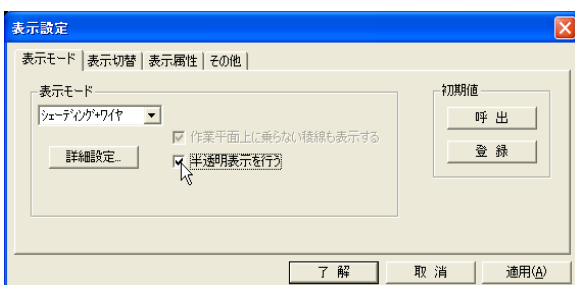 表示設定
表示モード 表示切替 表示属性 その他
表示モード
シェーディング+ワイヤ
作業平面上に乗らない稜線も表示する
詳細設定...
半透明表示を行う
初期値
呼 出
登 録
了 解 取 消 適用(A)